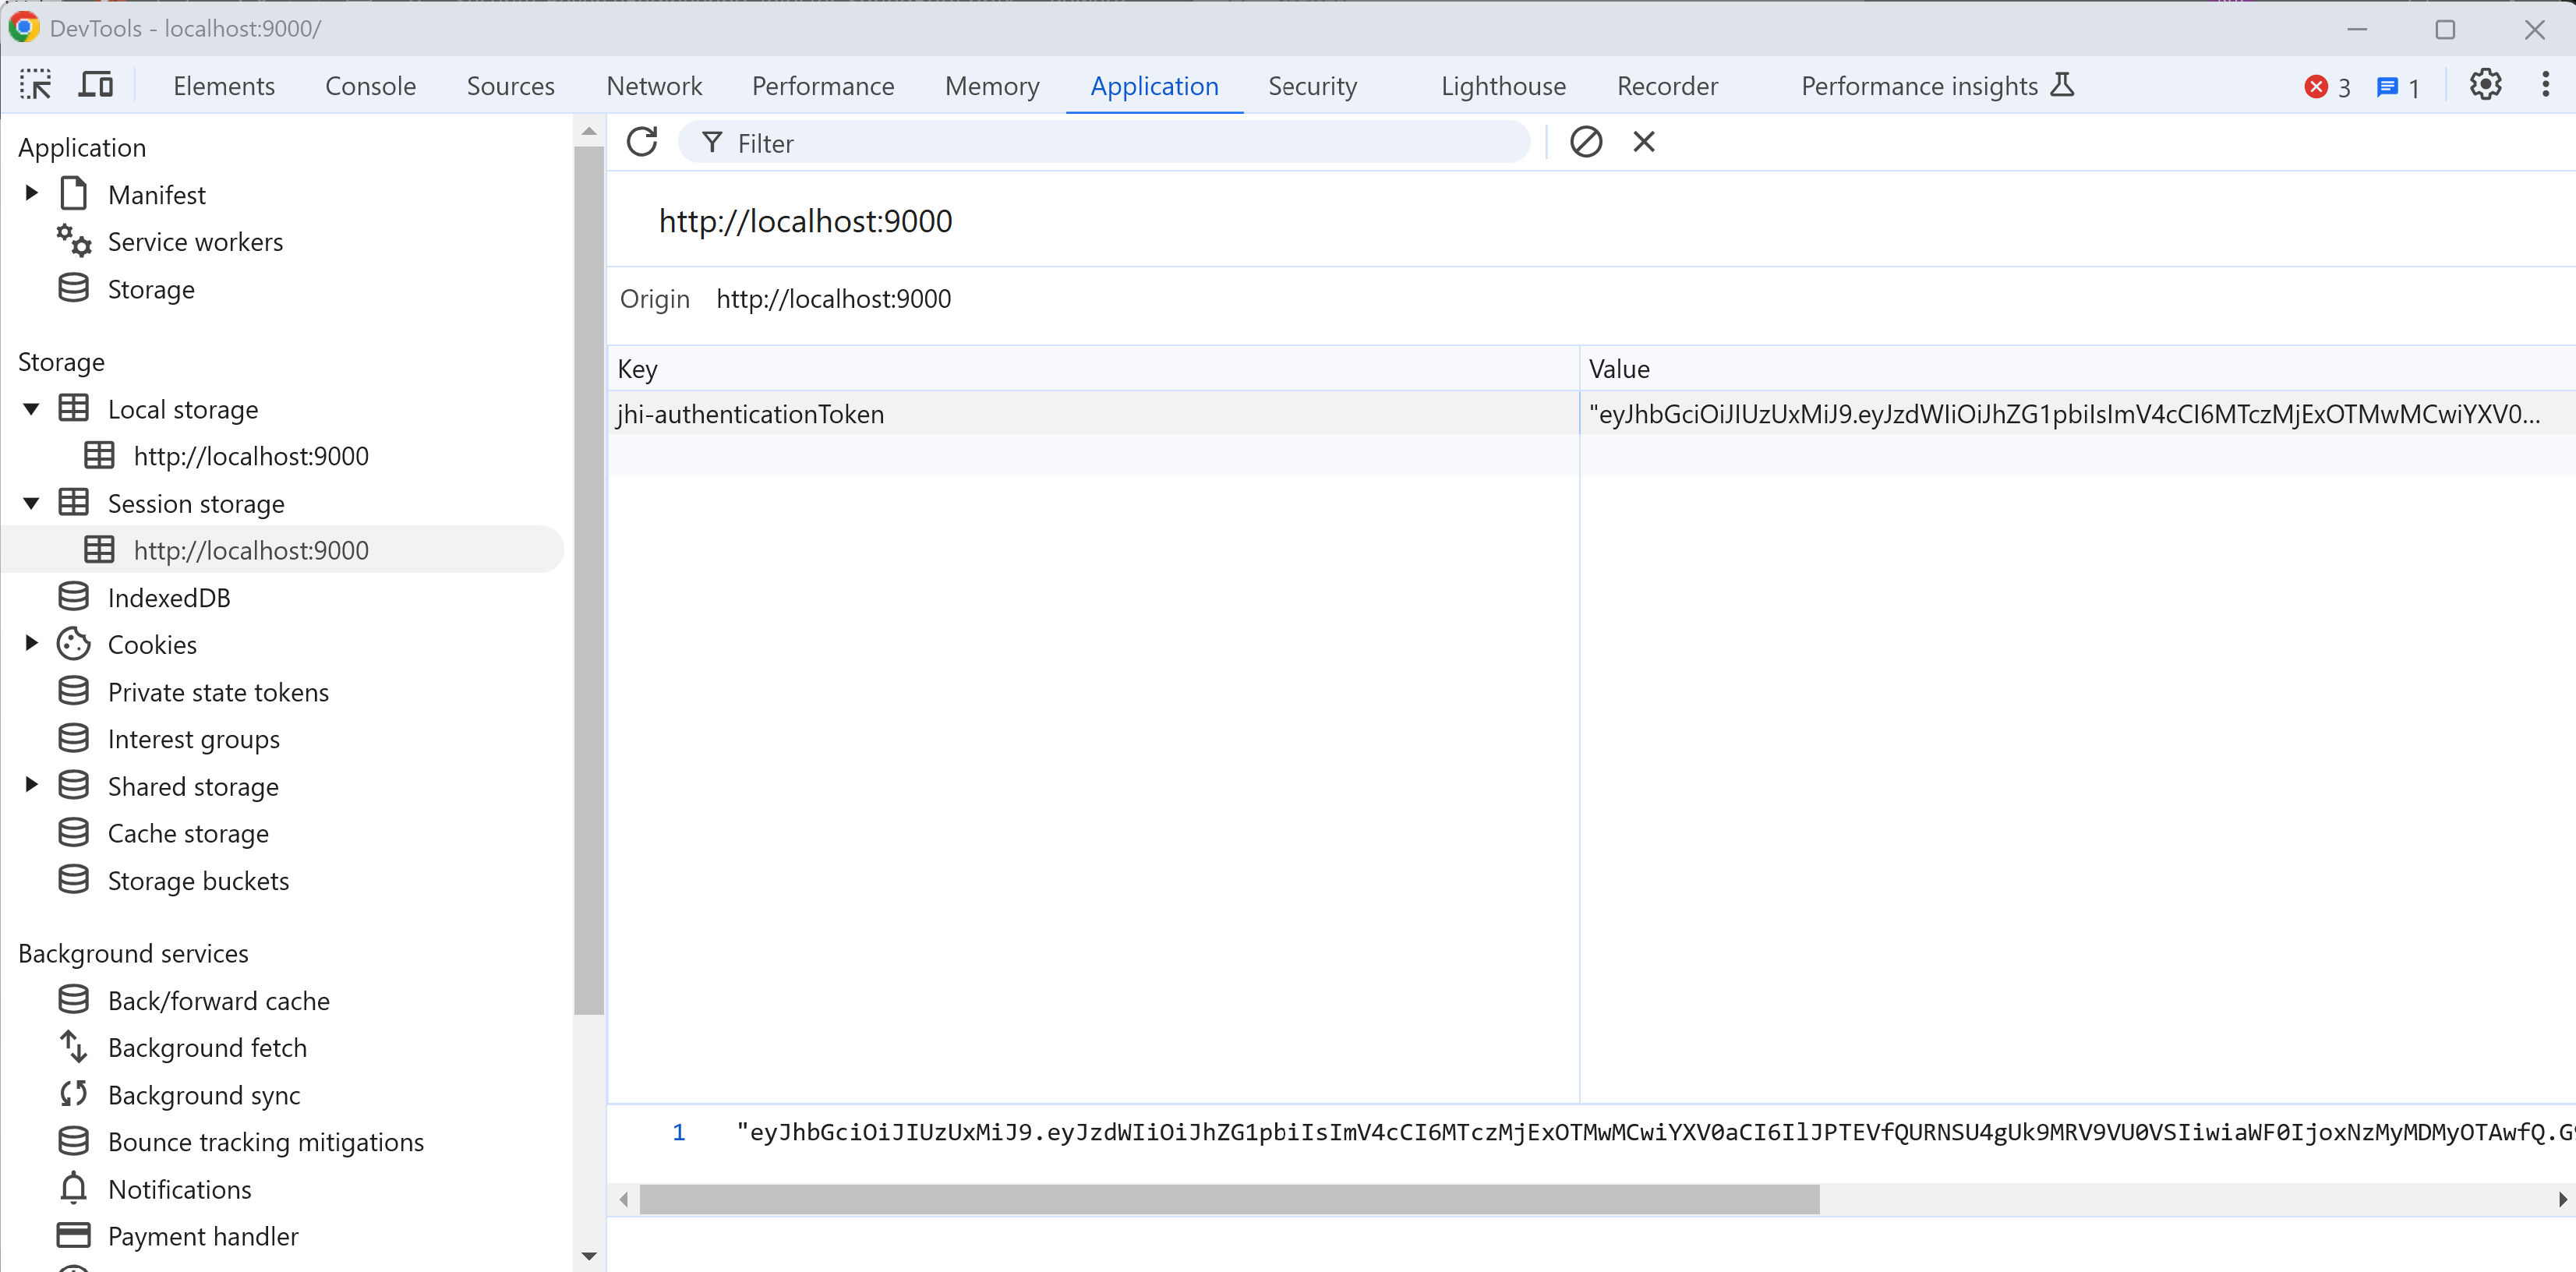 DevTools - localhost:9000/
Elements Console Sources Network Performance Memory Application Security Lighthouse Recorder Performance insights 3 1
Application
Manifest
Service workers
Storage
Storage
Local storage
http://localhost:9000
Session storage
http://localhost:9000
IndexedDB
Cookies
Private state tokens
Interest groups
Shared storage
Cache storage
Storage buckets
Background services
Back/forward cache
Background fetch
Background sync
Bounce tracking mitigations
Notifications
Payment handler
Filter
http://localhost:9000
Origin http://localhost:9000
Key Value
jhi-authenticationToken "eyJhbGciOiJIUzUxMiJ9.eyJzdWIiOiJhZG1pbiIsImV4cCI6MTczMjExOTMwMCwiYXV0...
1 "eyJhbGciOiJIUzUxMiJ9.eyJzdWIiOiJhZG1pbiIsImV4cCI6MTczMjExOTMwMCwiYXV0aCI6IlJPTEVfQURNSU4gUk9MRV9VU0VSIiwiaWF0IjoxNzMyMDMyOTAwfQ.G